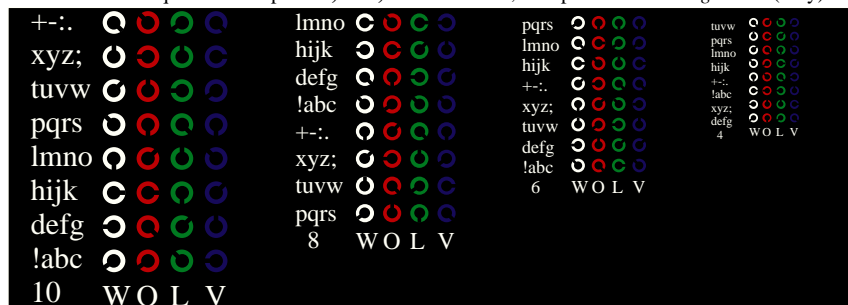 +-:.
xyz;
tuvw
pqrs
lmno
hijk
defg
!abc
10 W O L V
lmno
hijk
defg
!abc
+-:.
xyz;
tuvw
pqrs
8 W O L V
pqrs
lmno
hijk
+-:.
xyz;
tuvw
defg
!abc
6 W O L V
tuvw
pqrs
lmno
hijk
+-:.
!abc
xyz;
defg
4 W O L V